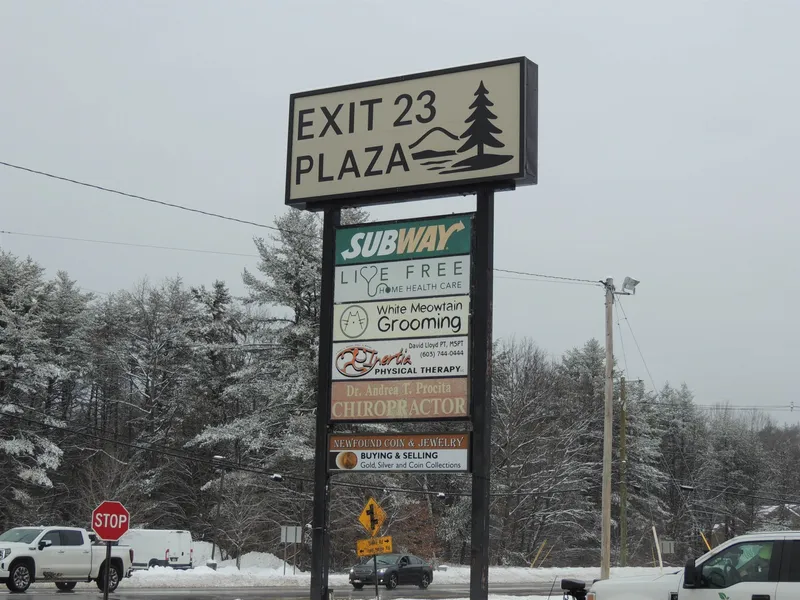 EXIT 23
PLAZA
SUBWAY
LIVE FREE
HOME HEALTH CARE
White Meowtain
Grooming
David Lloyd PT, MSPT
(603) 744-0444
Inertia
PHYSICAL THERAPY
Dr. Andrea T. Procita
CHIROPRACTOR
NEWFOUND COIN & JEWELRY
BUYING & SELLING
Gold, Silver and Coin Collections
STOP